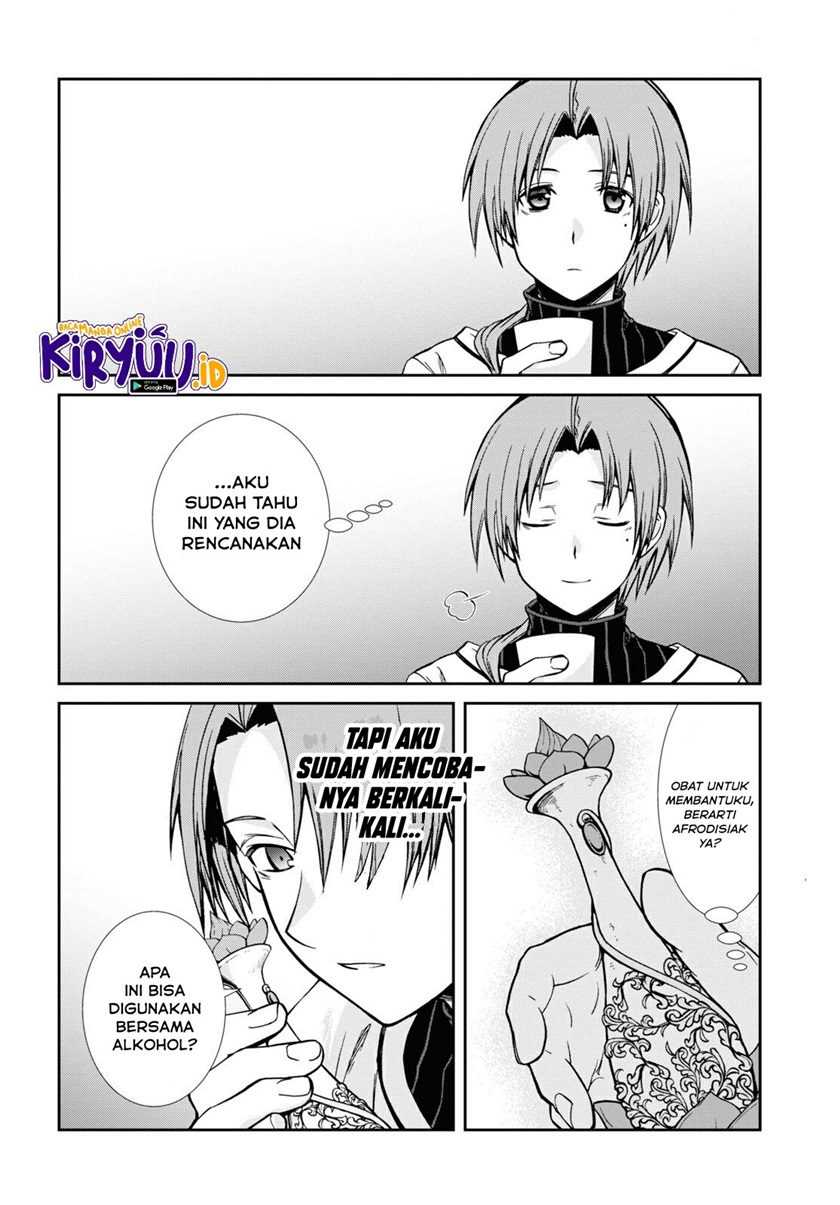 BACA MANGA ONLINE
KIRYUU.ID
Google Play
...AKU
SUDAH TAHU
INI YANG DIA
RENCANAKAN
OBAT UNTUK
MEMBANTUKU,
BERARTI
AFRODISIAK
YA?
TAPI AKU
SUDAH MENCOBA-
NYA BERKALI-
KALI...
APA
INI BISA
DIGUNAKAN
BERSAMA
ALKOHOL?